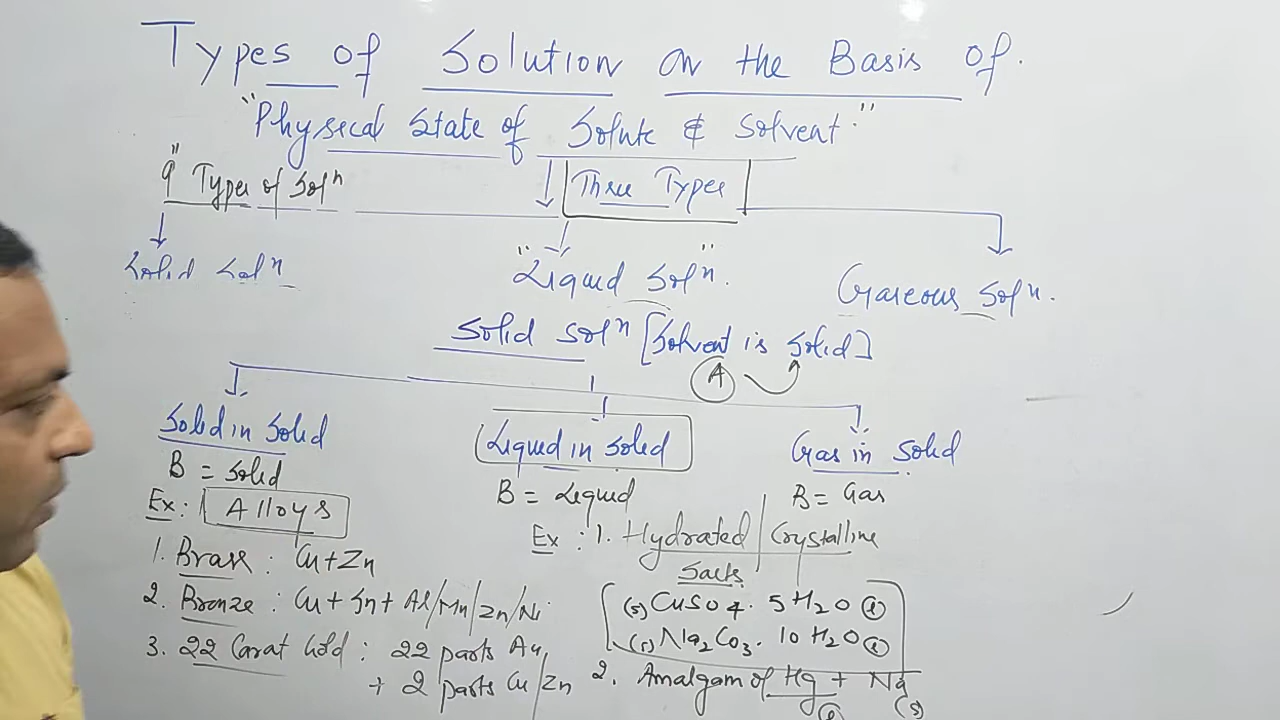 Types of Solution on the Basis of.
"Physical State of Solute & Solvent."
9" Types of Solⁿ
Three Types
Solid Solⁿ
"Liquid Solⁿ".
Gaseous Solⁿ.
Solid Solⁿ [Solvent is Solid]
A
Solid in Solid
Liquid in Solid
Gas in Solid
B = Solid
B = Liquid
B = Gas
Ex: Alloys
Ex: 1. Hydrated | Crystalline
Salts
1. Brass : Cu+Zn
2. Bronze : Cu + Sn + Al/Mn/Zn/Ni
(s) CuSO4. 5H2O (l)
(s) Na2CO3. 10H2O (l)
3. 22 Carat Gold : 22 parts Au
+ 2 parts Cu/Zn
2. Amalgam of Hg + Na
(l) (s)